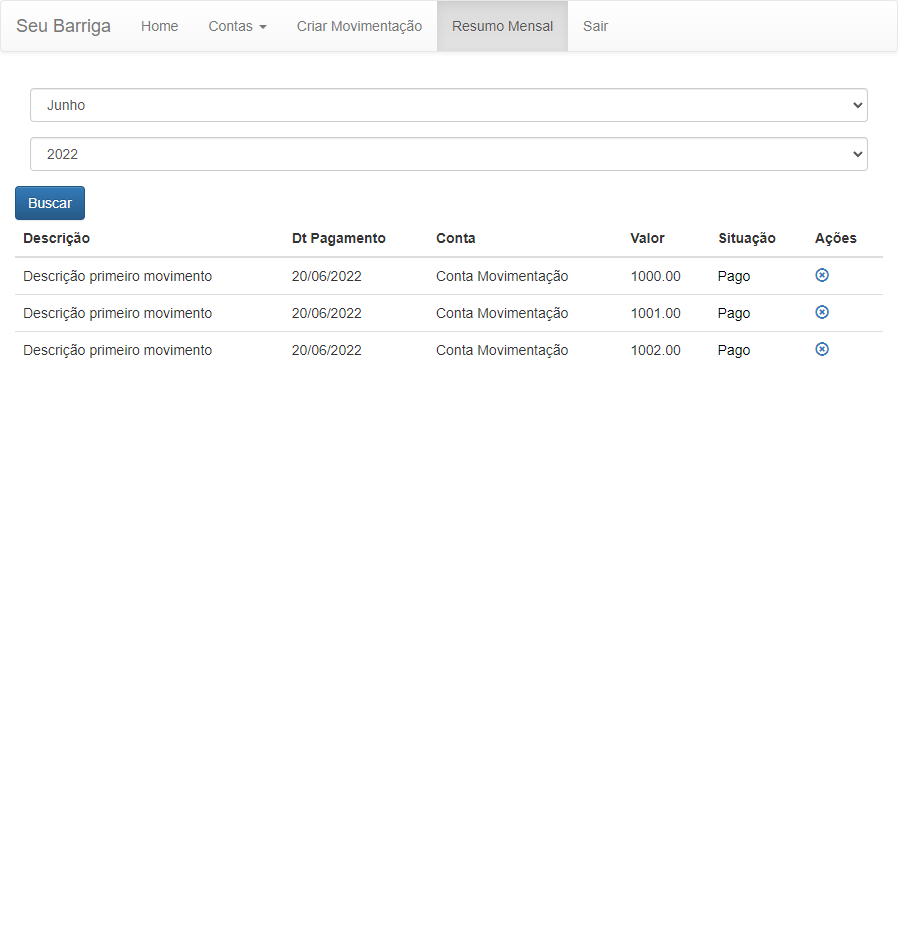 Seu Barriga Home Contas Criar Movimentação Resumo Mensal Sair
Junho
2022
Buscar
Descrição Dt Pagamento Conta Valor Situação Ações
Descrição primeiro movimento 20/06/2022 Conta Movimentação 1000.00 Pago
Descrição primeiro movimento 20/06/2022 Conta Movimentação 1001.00 Pago
Descrição primeiro movimento 20/06/2022 Conta Movimentação 1002.00 Pago